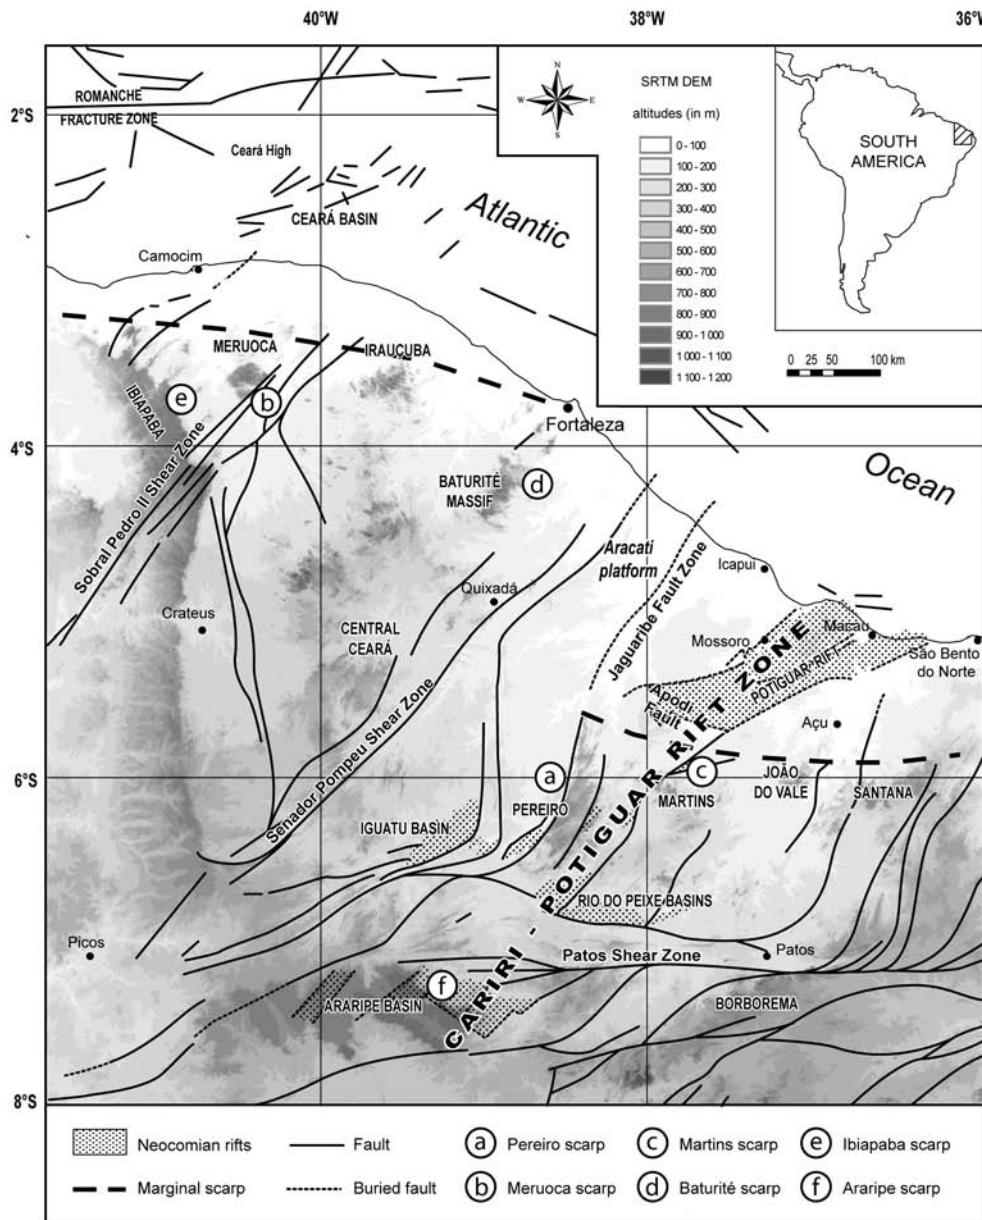 40°W
38°W
36°W
2°S
4°S
6°S
8°S
ROMANCHE
FRACTURE ZONE
Ceará High
CEARÁ BASIN
Atlantic
Camocim
MERUOCA
IRAUÇUBA
IBIAPABA
e
b
Sobral Pedro II Shear Zone
Fortaleza
BATURITÉ
MASSIF
d
Ocean
Aracati
platform
Icapui
Jaguaribe Fault Zone
Quixadá
Crateus
CENTRAL
CEARÁ
Mossoro
Macau
São Bento
do Norte
POTIGUAR-RIFT
Apodi
Fault
Açu
Senador Pompeu Shear Zone
a
PEREIRO
c
MARTINS
JOÃO
DO VALE
SANTANA
IGUATU BASIN
RIO DO PEIXE BASINS
CARIRI - POTIGUAR RIFT ZONE
Picos
Patos Shear Zone
Patos
f
ARARIPE BASIN
BORBOREMA
N
W
E
S
SRTM DEM
altitudes (in m)
0 - 100
100 - 200
200 - 300
300 - 400
400 - 500
500 - 600
600 - 700
700 - 800
800 - 900
900 - 1 000
1 000 - 1 100
1 100 - 1 200
SOUTH
AMERICA
0 25 50 100 km
Neocomian rifts
Fault
a Pereiro scarp
c Martins scarp
e Ibiapaba scarp
Marginal scarp
Buried fault
b Meruoca scarp
d Baturité scarp
f Araripe scarp